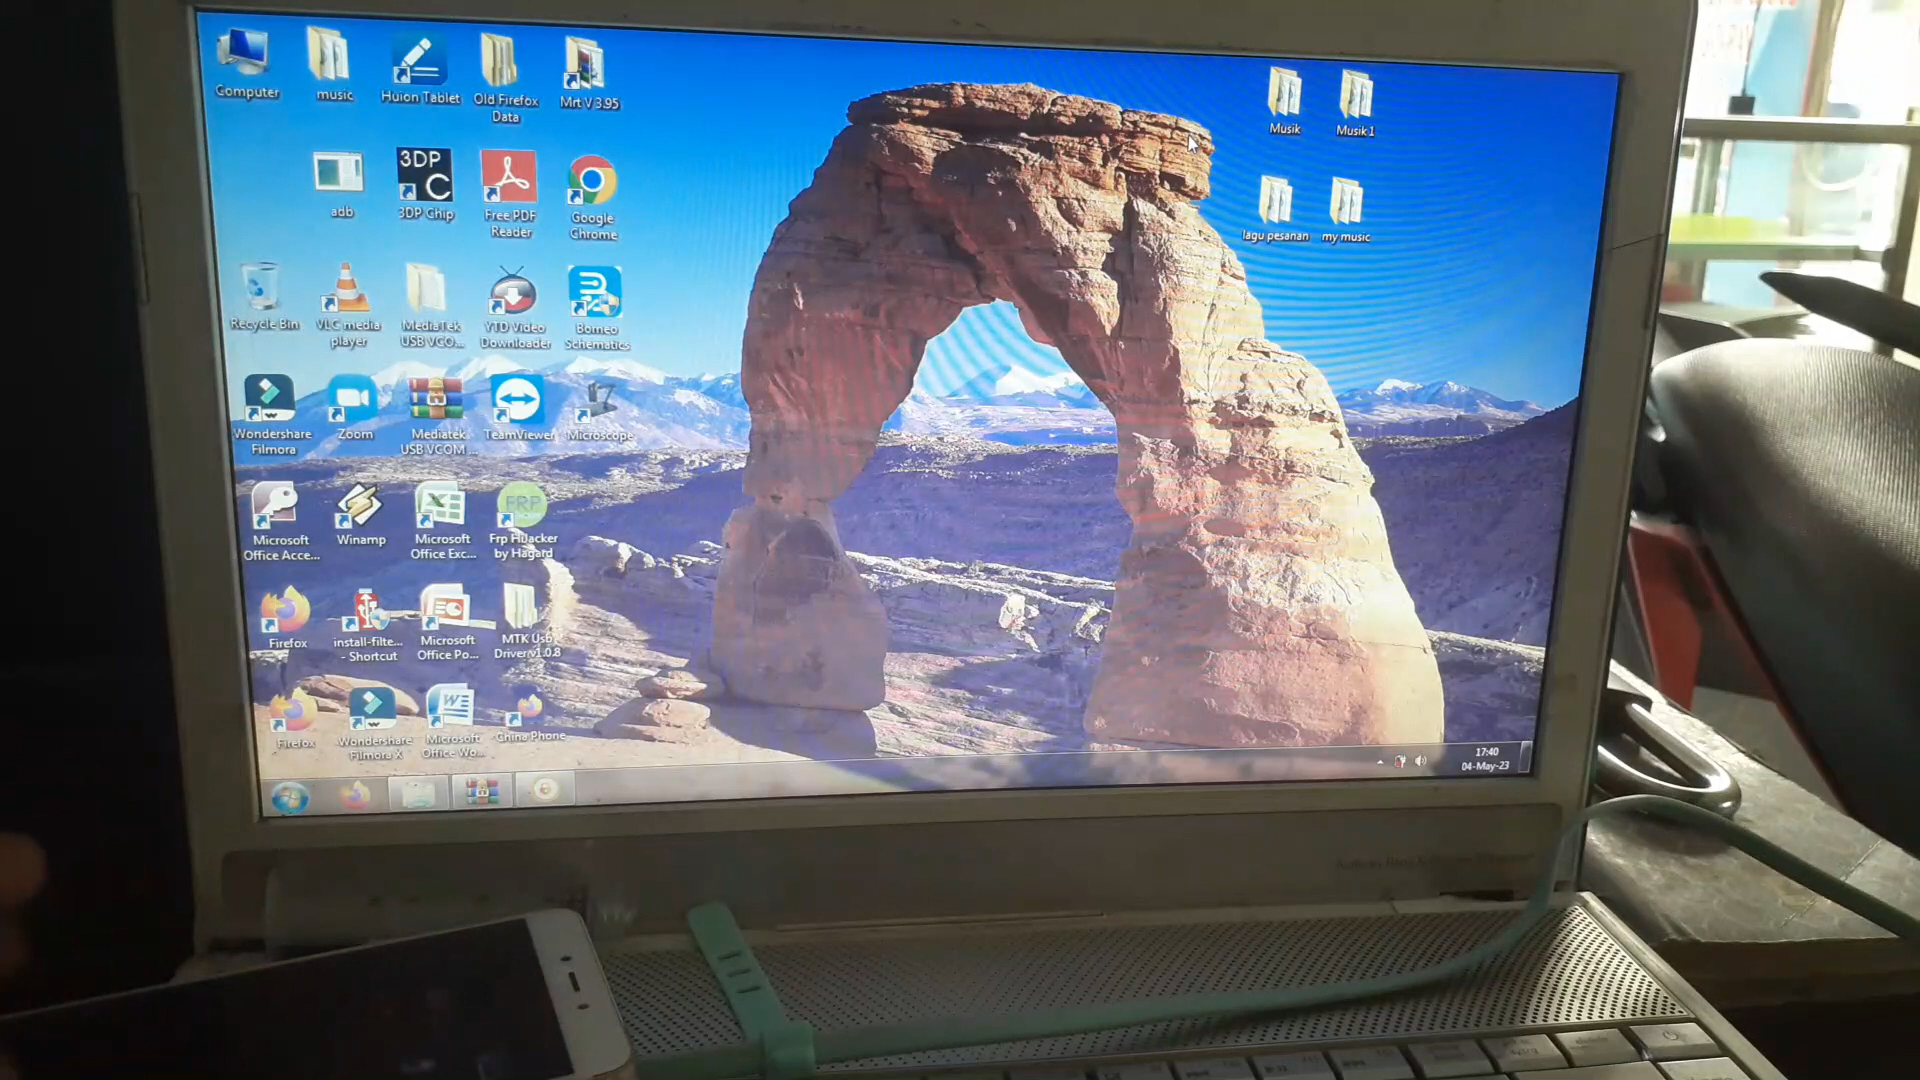 Computer
music
Huion Tablet
Old Firefox
Data
Mrt V 3.95
Musik
Musik 1
adb
3DP
C
3DP Chip
Free PDF
Reader
Google
Chrome
lagu pesanan
my music
Recycle Bin
VLC media
player
MediaTek
USB VCO...
YTD Video
Downloader
Borneo
Schematics
Wondershare
Filmora
Zoom
Mediatek
USB VCOM ...
TeamViewer
Microscope
Microsoft
Office Acce...
Winamp
Microsoft
Office Exc...
FRP
Frp HiJacker
by Hagard
Firefox
install-filte...
- Shortcut
Microsoft
Office Po...
MTK Usb
Driver v1.0.8
Firefox
Wondershare
Filmora X
Microsoft
Office Wo...
China Phone
17:40
04-May-23